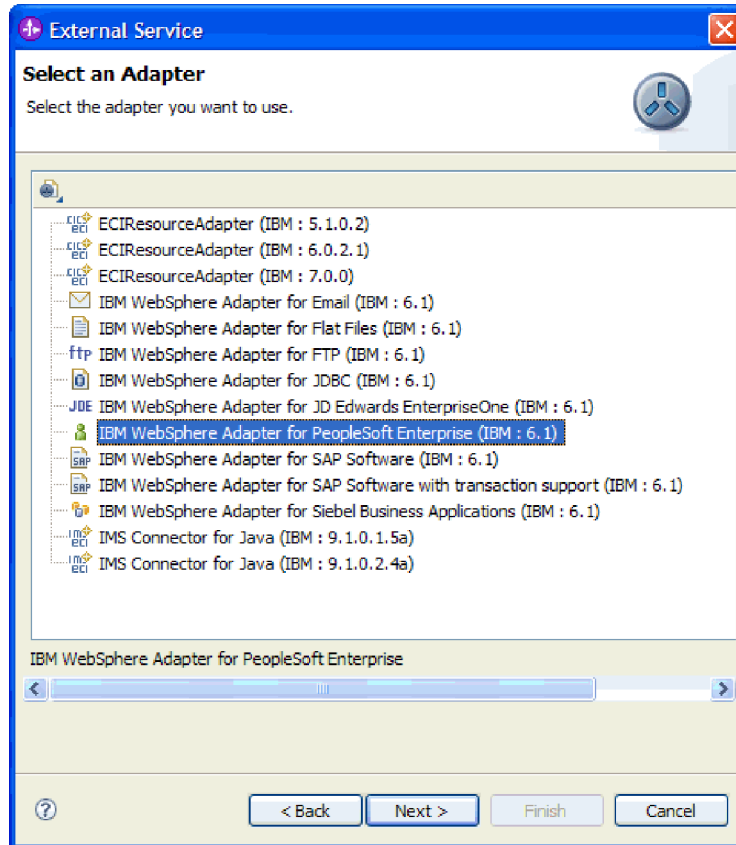 External Service
Select an Adapter
Select the adapter you want to use.
ECIResourceAdapter (IBM : 5.1.0.2)
ECIResourceAdapter (IBM : 6.0.2.1)
ECIResourceAdapter (IBM : 7.0.0)
IBM WebSphere Adapter for Email (IBM : 6.1)
IBM WebSphere Adapter for Flat Files (IBM : 6.1)
ftp IBM WebSphere Adapter for FTP (IBM : 6.1)
IBM WebSphere Adapter for JDBC (IBM : 6.1)
JDE IBM WebSphere Adapter for JD Edwards EnterpriseOne (IBM : 6.1)
IBM WebSphere Adapter for PeopleSoft Enterprise (IBM : 6.1)
SAP IBM WebSphere Adapter for SAP Software (IBM : 6.1)
SAP IBM WebSphere Adapter for SAP Software with transaction support (IBM : 6.1)
IBM WebSphere Adapter for Siebel Business Applications (IBM : 6.1)
IMS Connector for Java (IBM : 9.1.0.1.5a)
IMS Connector for Java (IBM : 9.1.0.2.4a)
IBM WebSphere Adapter for PeopleSoft Enterprise
? < Back Next > Finish Cancel